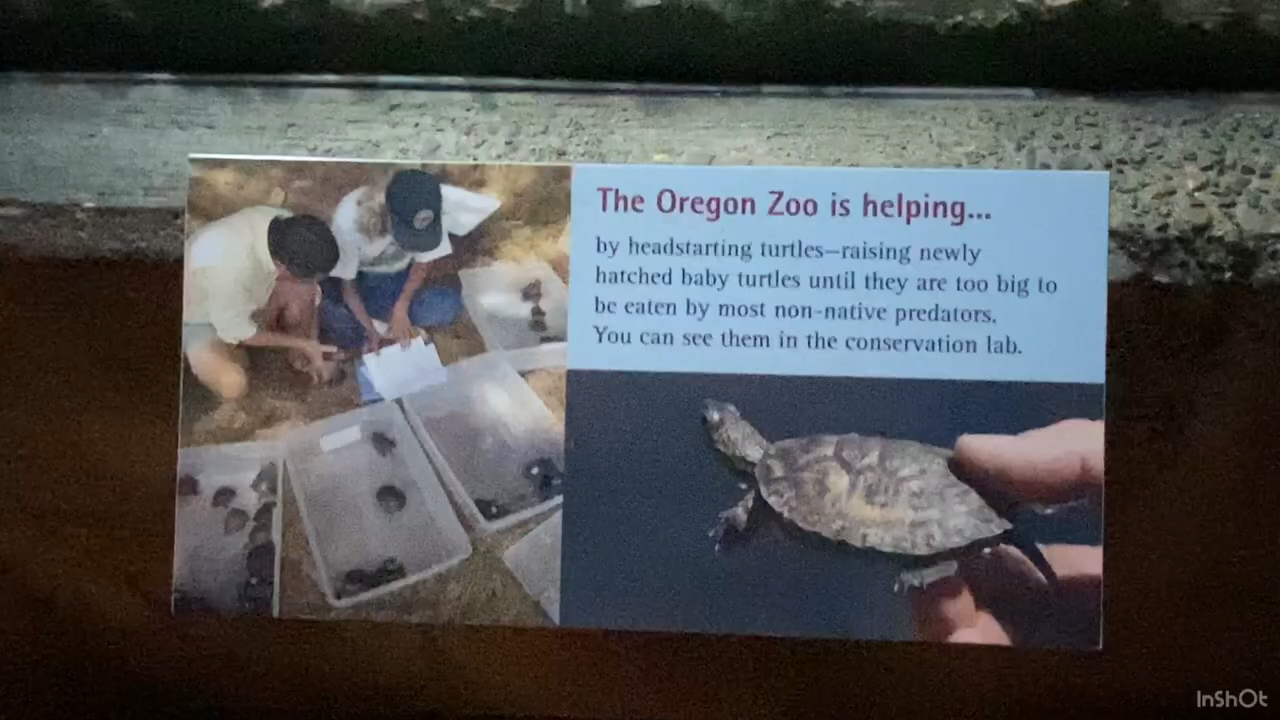 The Oregon Zoo is helping...
by headstarting turtles—raising newly
hatched baby turtles until they are too big to
be eaten by most non-native predators.
You can see them in the conservation lab.
InShOt